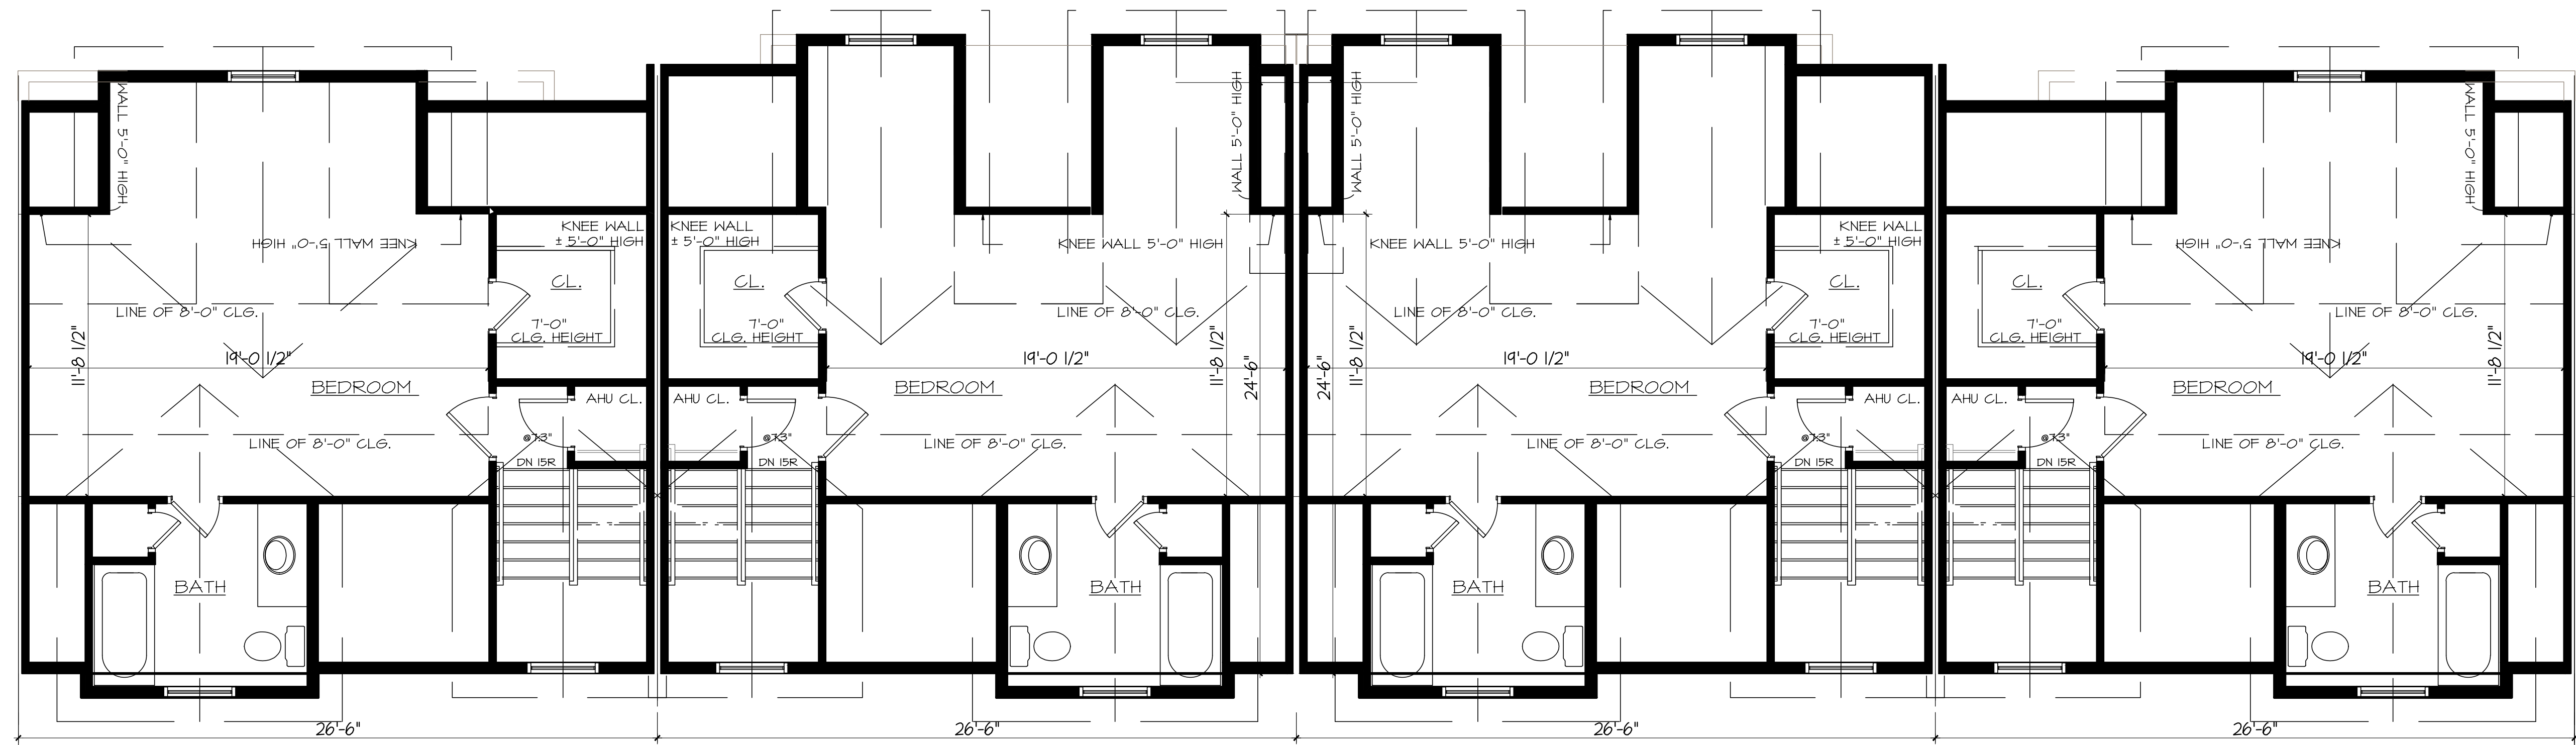 WALL 5'-0" HIGH
KNEE WALL 5'-0" HIGH
KNEE WALL
± 5'-0" HIGH
CL.
7'-0"
CLG. HEIGHT
LINE OF 8'-0" CLG.
11'-8 1/2"
19'-0 1/2"
BEDROOM
AHU CL.
@7.3"
LINE OF 8'-0" CLG.
DN 15R
BATH
26'-6"
KNEE WALL
± 5'-0" HIGH
CL.
7'-0"
CLG. HEIGHT
WALL 5'-0" HIGH
KNEE WALL 5'-0" HIGH
LINE OF 8'-0" CLG.
11'-8 1/2"
24'-6"
19'-0 1/2"
BEDROOM
AHU CL.
@7.3"
LINE OF 8'-0" CLG.
DN 15R
BATH
26'-6"
WALL 5'-0" HIGH
KNEE WALL 5'-0" HIGH
KNEE WALL
± 5'-0" HIGH
CL.
7'-0"
CLG. HEIGHT
LINE OF 8'-0" CLG.
24'-6"
11'-8 1/2"
19'-0 1/2"
BEDROOM
AHU CL.
@7.3"
LINE OF 8'-0" CLG.
DN 15R
BATH
26'-6"
WALL 5'-0" HIGH
KNEE WALL 5'-0" HIGH
CL.
7'-0"
CLG. HEIGHT
LINE OF 8'-0" CLG.
11'-8 1/2"
19'-0 1/2"
BEDROOM
AHU CL.
@7.3"
LINE OF 8'-0" CLG.
DN 15R
BATH
26'-6"